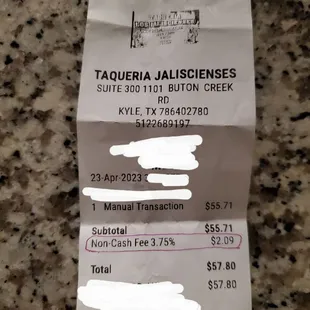 TAQUERIA JALISCIENSES
SUITE 300 1101 BUTON CREEK
RD
KYLE, TX 786402780
5122689197
23-Apr-2023
1 Manual Transaction $55.71
Subtotal $55.71
Non-Cash Fee 3.75% $2.09
Total $57.80
$57.80